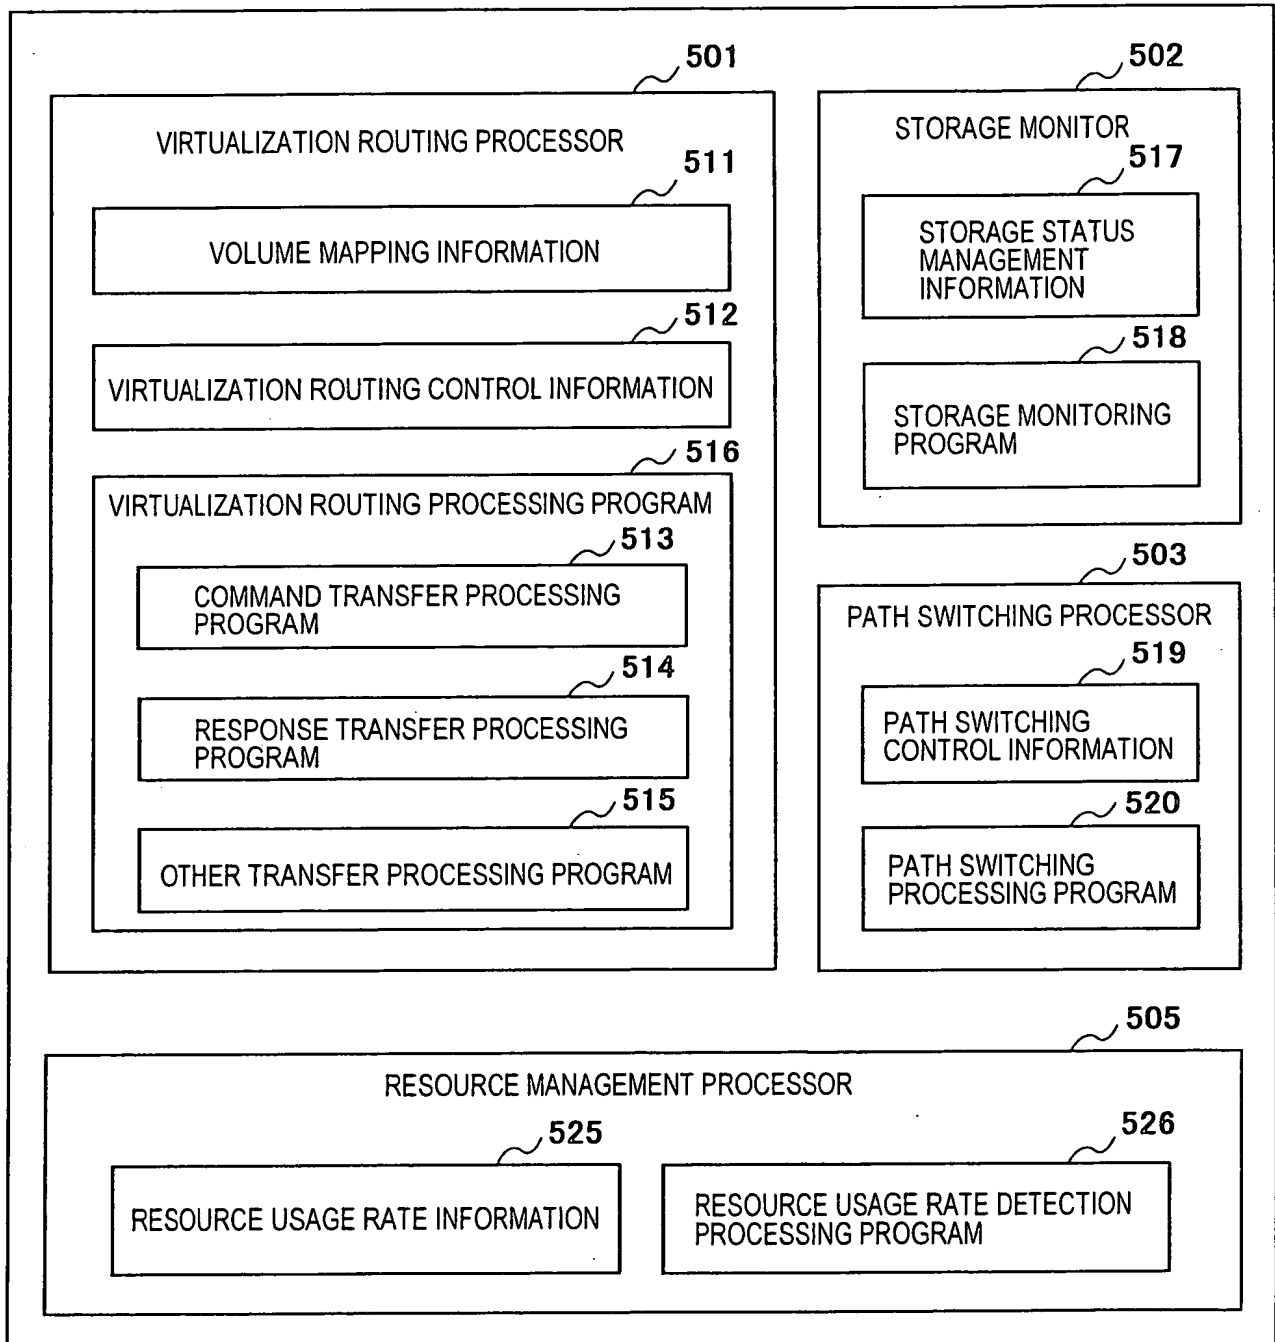 501
VIRTUALIZATION ROUTING PROCESSOR
511
VOLUME MAPPING INFORMATION
512
VIRTUALIZATION ROUTING CONTROL INFORMATION
516
VIRTUALIZATION ROUTING PROCESSING PROGRAM
513
COMMAND TRANSFER PROCESSING
PROGRAM
514
RESPONSE TRANSFER PROCESSING
PROGRAM
515
OTHER TRANSFER PROCESSING PROGRAM
502
STORAGE MONITOR
517
STORAGE STATUS
MANAGEMENT
INFORMATION
518
STORAGE MONITORING
PROGRAM
503
PATH SWITCHING PROCESSOR
519
PATH SWITCHING
CONTROL INFORMATION
520
PATH SWITCHING
PROCESSING PROGRAM
505
RESOURCE MANAGEMENT PROCESSOR
525
RESOURCE USAGE RATE INFORMATION
526
RESOURCE USAGE RATE DETECTION
PROCESSING PROGRAM